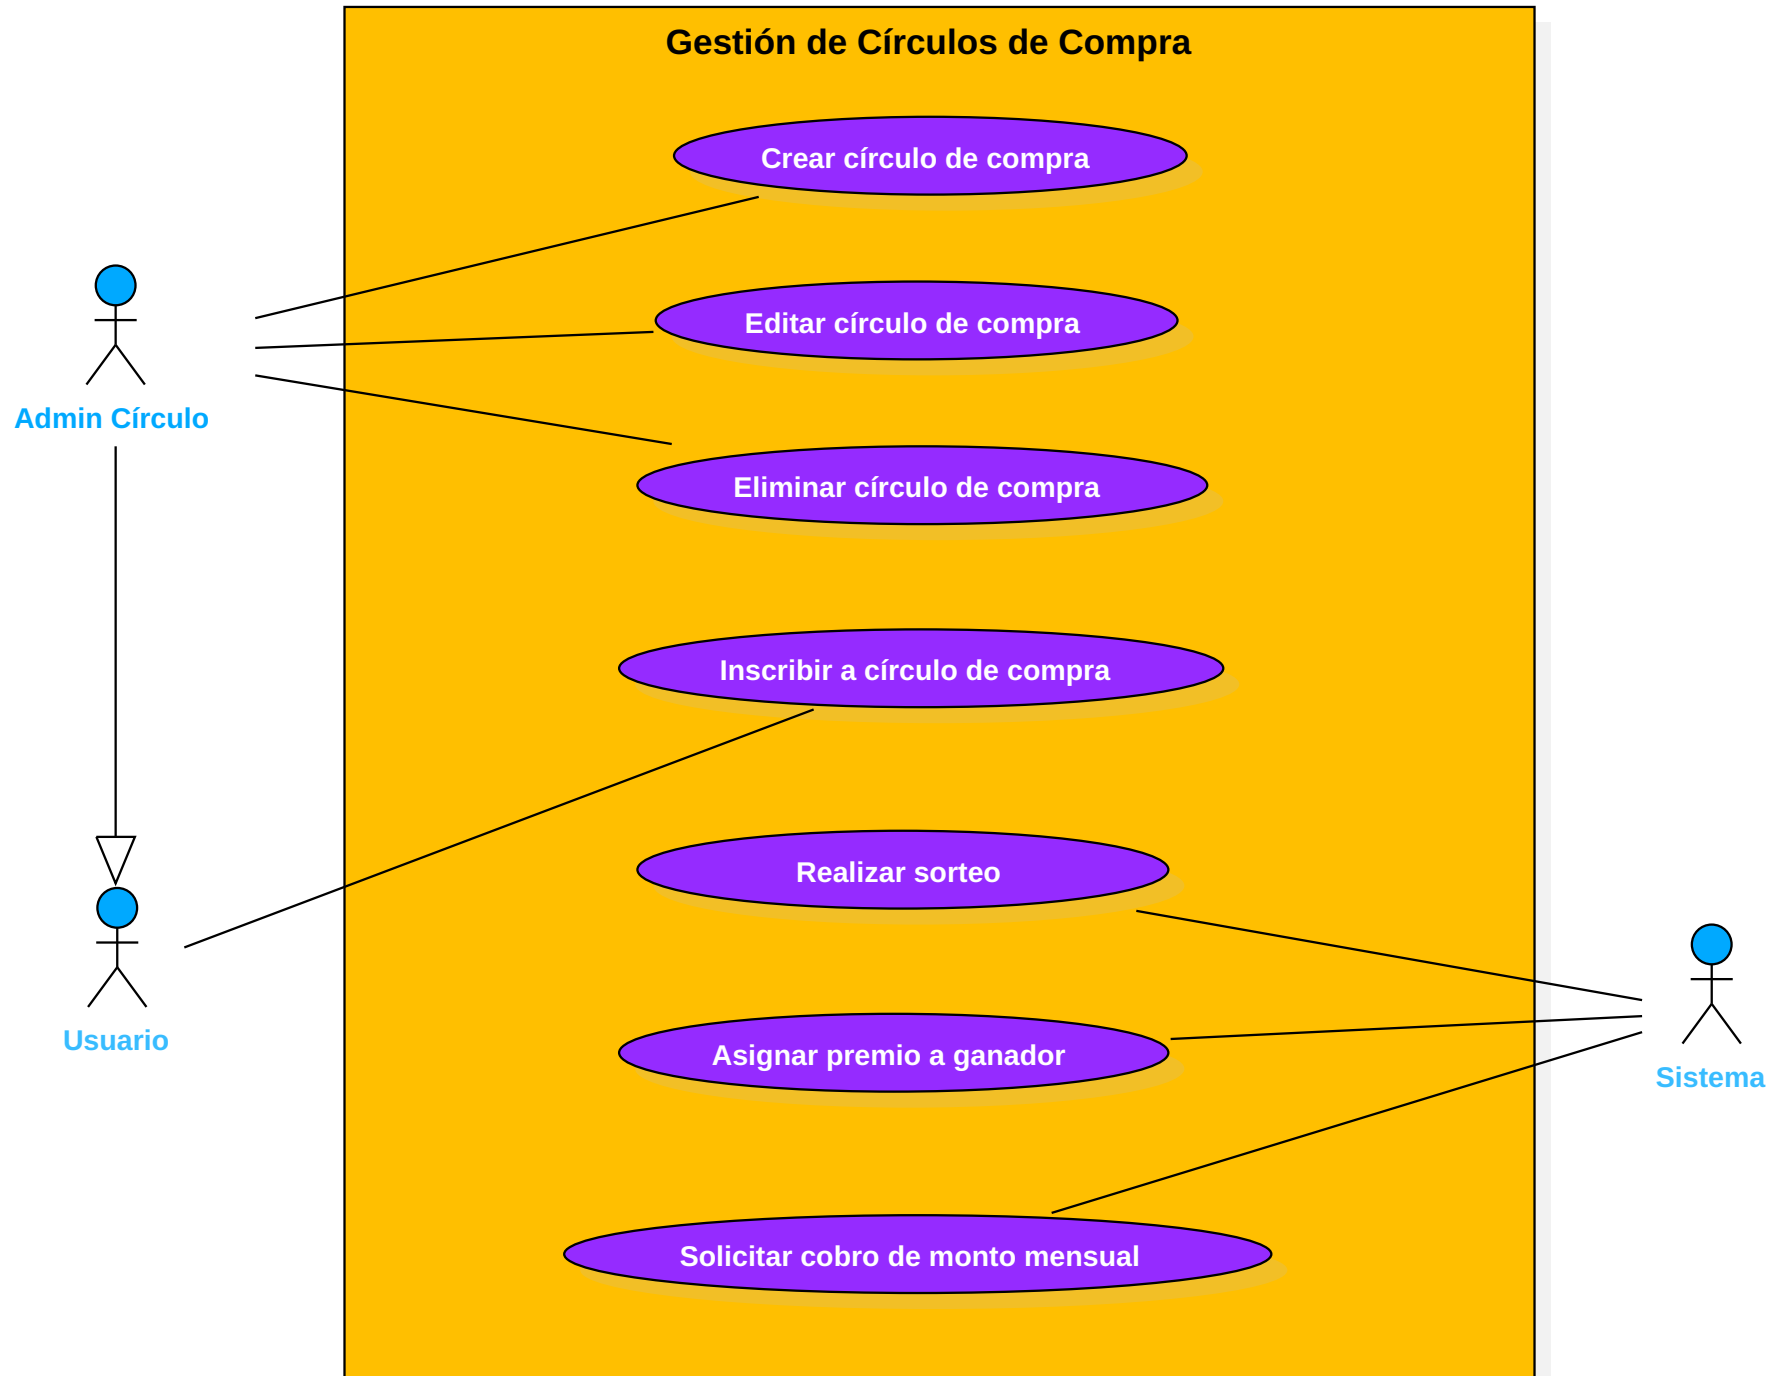 Gestión de Círculos de Compra
Crear círculo de compra
Editar círculo de compra
Admin Círculo
Eliminar círculo de compra
Inscribir a círculo de compra
Realizar sorteo
Usuario
Asignar premio a ganador
Sistema
Solicitar cobro de monto mensual